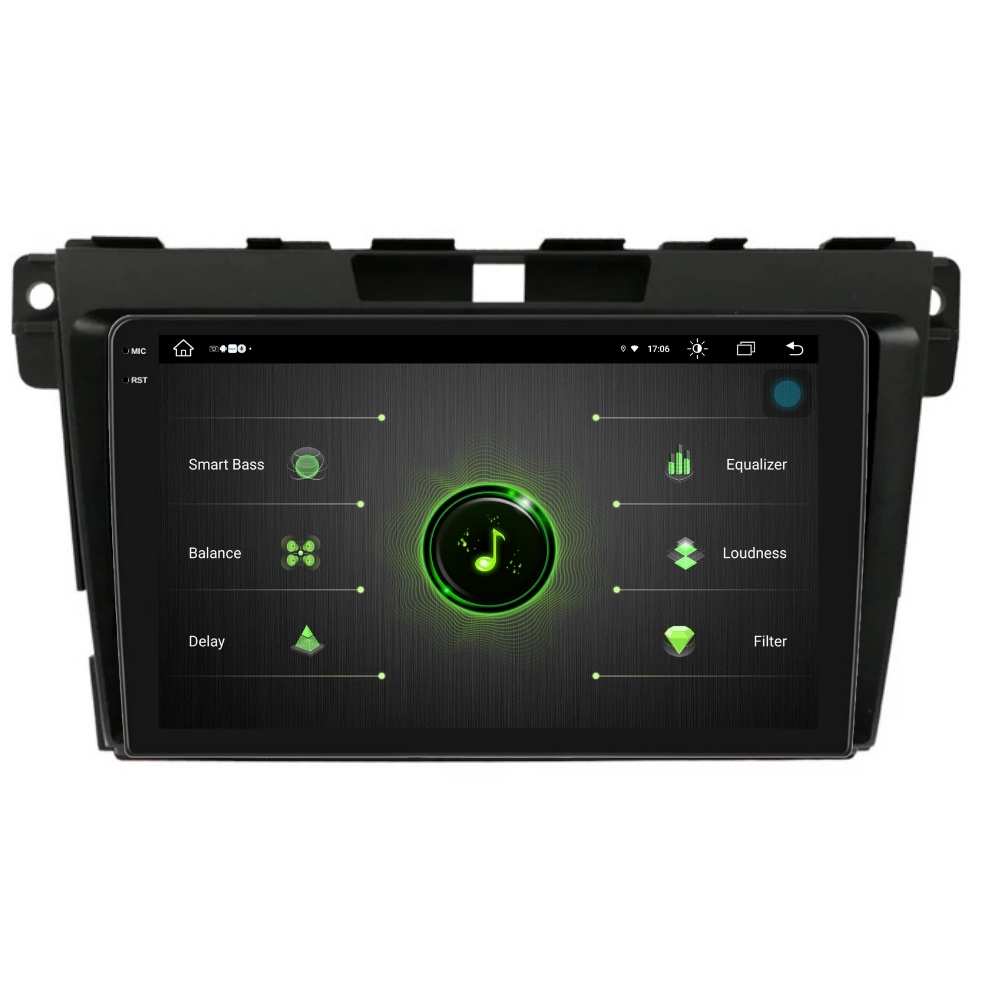 MIC
RST
17:06
Smart Bass
Equalizer
Balance
Loudness
Delay
Filter